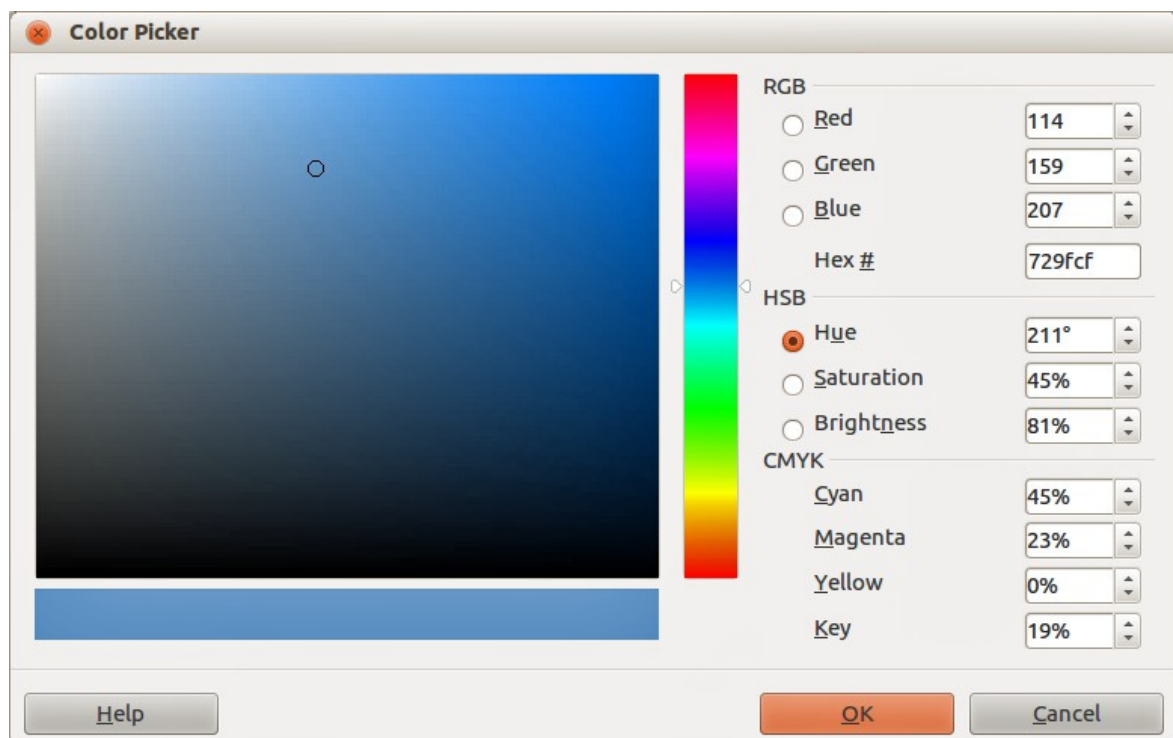 Color Picker
RGB
Red 114
Green 159
Blue 207
Hex # 729fcf
HSB
Hue 211°
Saturation 45%
Brightness 81%
CMYK
Cyan 45%
Magenta 23%
Yellow 0%
Key 19%
Help OK Cancel